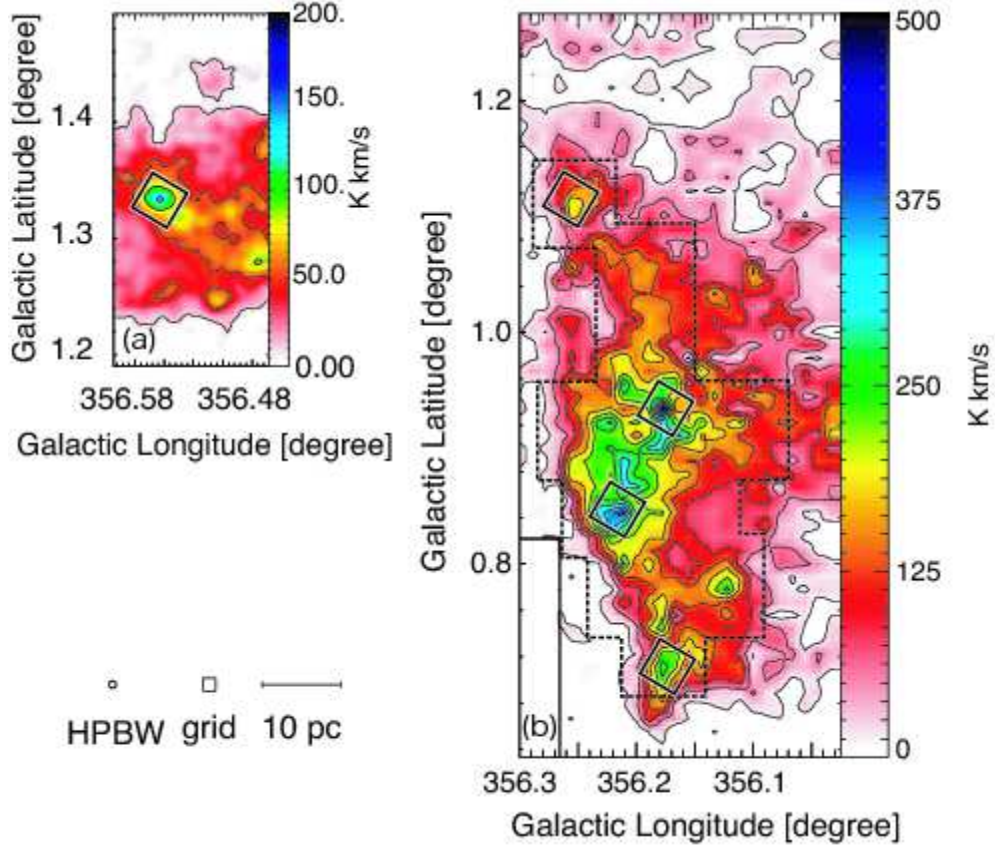 200.
150.
100.
50.0
0.00
K km/s
1.4
1.3
1.2
Galactic Latitude [degree]
(a)
356.58 356.48
Galactic Longitude [degree]
HPBW grid 10 pc
500
375
250
125
0
K km/s
1.2
1.0
0.8
Galactic Latitude [degree]
(b)
356.3 356.2 356.1
Galactic Longitude [degree]